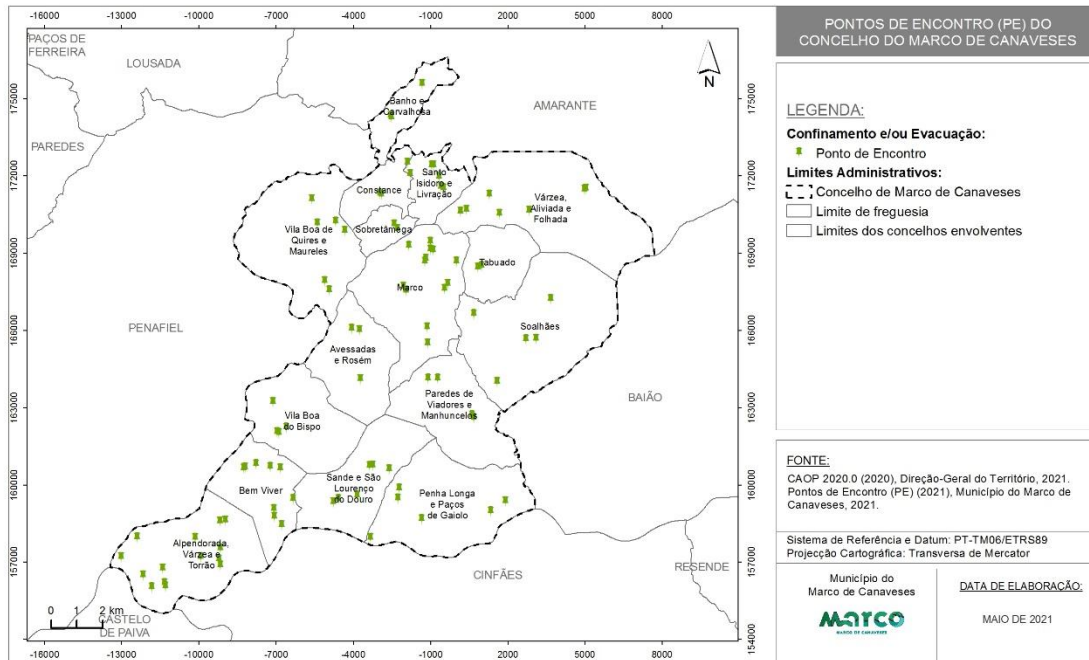 -16000 -13000 -10000 -7000 -4000 -1000 2000 5000 8000
PAÇOS DE
FERREIRA
LOUSADA
N
AMARANTE
PAREDES
Banho e
Carvalhosa
Santo
Isidoro e
Livração
Constance
Várzea,
Aliviada e
Folhada
Vila Boa de
Quires e
Maureles
Sobretâmega
Tabuado
Marco
PENAFIEL
Soalhães
Avessadas
e Rosém
BAIÃO
Paredes de
Viadores e
Manhuncelos
Vila Boa
do Bispo
Sande e São
Lourenço
do Douro
Bem Viver
Penha Longa
e Paços
de Gaiolo
Alpendorada,
Várzea e
Torrão
CINFÃES
RESENDE
0 1 2 km
CASTELO
DE PAIVA
175000
172000
169000
166000
163000
160000
157000
154000
175000
172000
169000
166000
163000
160000
157000
154000
-16000 -13000 -10000 -7000 -4000 -1000 2000 5000 8000
PONTOS DE ENCONTRO (PE) DO
CONCELHO DO MARCO DE CANAVESES
LEGENDA:
Confinamento e/ou Evacuação:
Ponto de Encontro
Limites Administrativos:
Concelho de Marco de Canaveses
Limite de freguesia
Limites dos concelhos envolventes
FONTE:
CAOP 2020.0 (2020), Direção-Geral do Território, 2021.
Pontos de Encontro (PE) (2021), Município do Marco de
Canaveses, 2021.
Sistema de Referência e Datum: PT-TM06/ETRS89
Projecção Cartográfica: Transversa de Mercator
Município do
Marco de Canaveses
MARCO
MARCO DE CANAVESES
DATA DE ELABORAÇÃO:
MAIO DE 2021